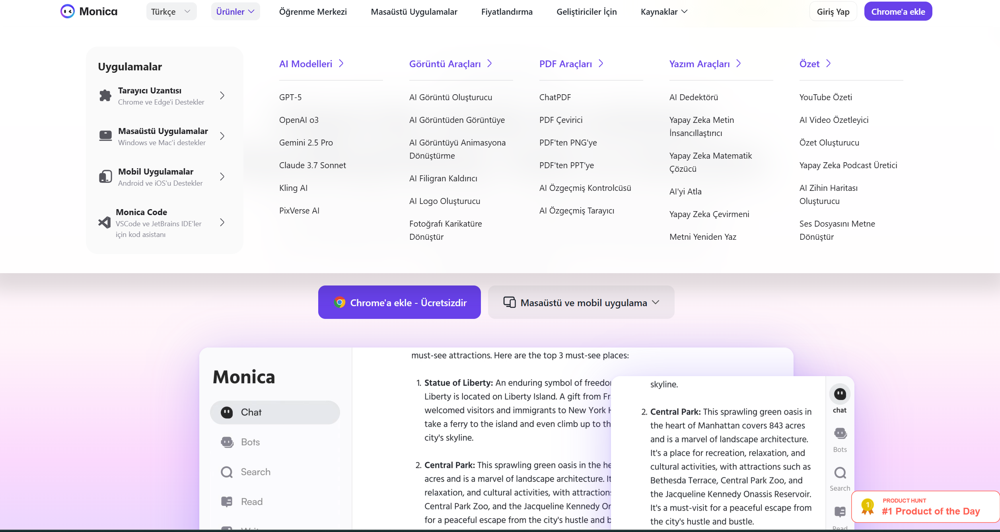 Monica
Türkçe
Ürünler
Öğrenme Merkezi
Masaüstü Uygulamalar
Fiyatlandırma
Geliştiriciler İçin
Kaynaklar
Giriş Yap
Chrome'a ekle
Uygulamalar
Tarayıcı Uzantısı
Chrome ve Edge'i Destekler
Masaüstü Uygulamalar
Windows ve Mac'i destekler
Mobil Uygulamalar
Android ve iOS'u Destekler
Monica Code
VSCode ve JetBrains IDE'ler
için kod asistanı
AI Modelleri
GPT-5
OpenAI o3
Gemini 2.5 Pro
Claude 3.7 Sonnet
Kling AI
PixVerse AI
Görüntü Araçları
AI Görüntü Oluşturucu
AI Görüntüden Görüntüye
AI Görüntüyü Animasyona
Dönüştürme
AI Filigran Kaldırıcı
AI Logo Oluşturucu
Fotoğrafı Karikatüre
Dönüştür
PDF Araçları
ChatPDF
PDF Çevirici
PDF'ten PNG'ye
PDF'ten PPT'ye
AI Özgeçmiş Kontrolcüsü
AI Özgeçmiş Tarayıcı
Yazım Araçları
AI Dedektörü
Yapay Zeka Metin
İnsancıllaştırıcı
Yapay Zeka Matematik
Çözücü
AI'yi Atla
Yapay Zeka Çevirmeni
Metni Yeniden Yaz
Özet
YouTube Özeti
AI Video Özetleyici
Özet Oluşturucu
Yapay Zeka Podcast Üretici
AI Zihin Haritası
Oluşturucu
Ses Dosyasını Metne
Dönüştür
Chrome'a ekle - Ücretsizdir
Masaüstü ve mobil uygulama
Monica
Chat
Bots
Search
Read
must-see attractions. Here are the top 3 must-see places:
1. Statue of Liberty: An enduring symbol of freedom
Liberty is located on Liberty Island. A gift from Fr
welcomed visitors and immigrants to New York H
take a ferry to the island and even climb up to th
city's skyline.
2. Central Park: This sprawling green oasis in the he
acres and is a marvel of landscape architecture. It
relaxation, and cultural activities, with attractions
Central Park Zoo, and the Jacqueline Kennedy On
for a peaceful escape from the city's hustle and b
skyline.
2. Central Park: This sprawling green oasis in
the heart of Manhattan covers 843 acres
and is a marvel of landscape architecture.
It's a place for recreation, relaxation, and
cultural activities, with attractions such as
Bethesda Terrace, Central Park Zoo, and
the Jacqueline Kennedy Onassis Reservoir.
It's a must-visit for a peaceful escape from
the city's hustle and bustle.
chat
Bots
Search
Read
1
PRODUCT HUNT
#1 Product of the Day